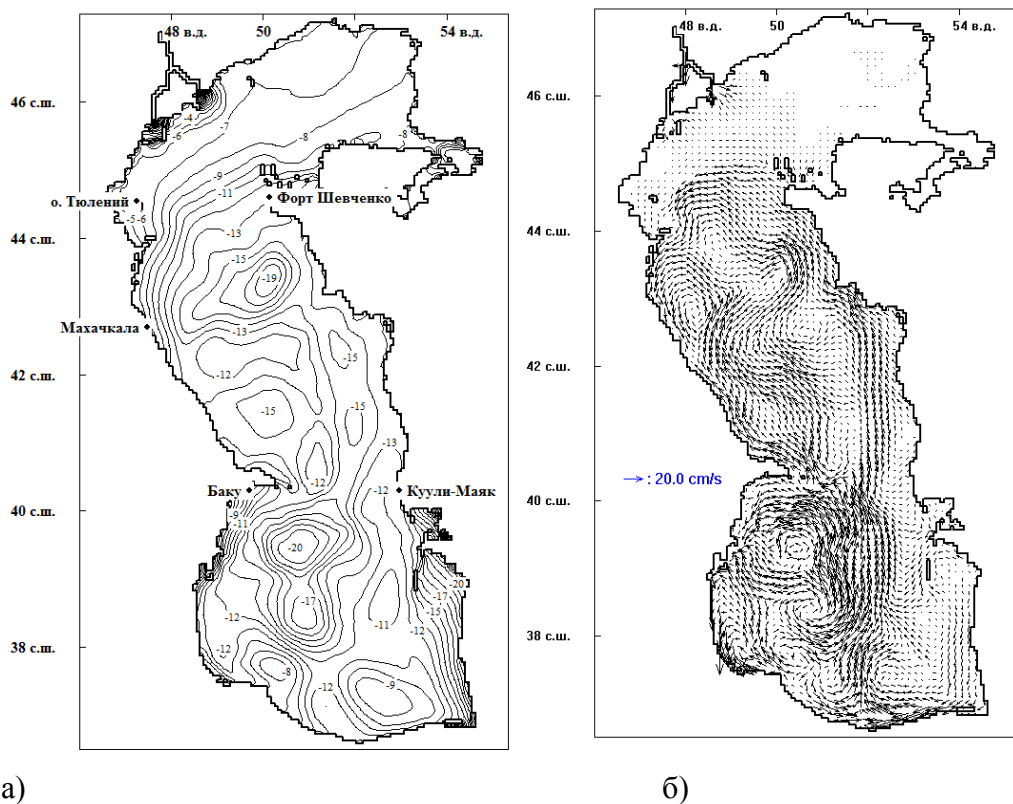 48 в.д.
50
54 в.д.
46 с.ш.
44 с.ш.
42 с.ш.
40 с.ш.
38 с.ш.
-4
-6
-7
-8
-8
-9
-11
о. Тюлений
Форт Шевченко
-5
-6
-13
-15
-19
Махачкала
-13
-12
-15
-15
-13
-12
-12
Баку
Куули-Маяк
-9
-11
-20
-20
-17
-17
-15
-12
-11
-12
-12
-8
-12
-9
а)
48
50
54 в.д.
в.д.
46 с.ш.
44 с.ш.
42 с.ш.
40 с.ш.
38 с.ш.
: 20.0 cm/s
б)